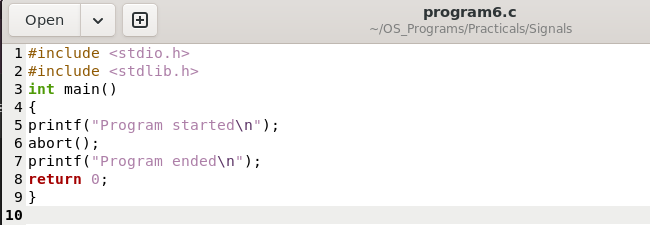 Open
program6.c
~/OS_Programs/Practicals/Signals
1 #include <stdio.h>
2 #include <stdlib.h>
3 int main()
4 {
5 printf("Program started\n");
6 abort();
7 printf("Program ended\n");
8 return 0;
9 }
10